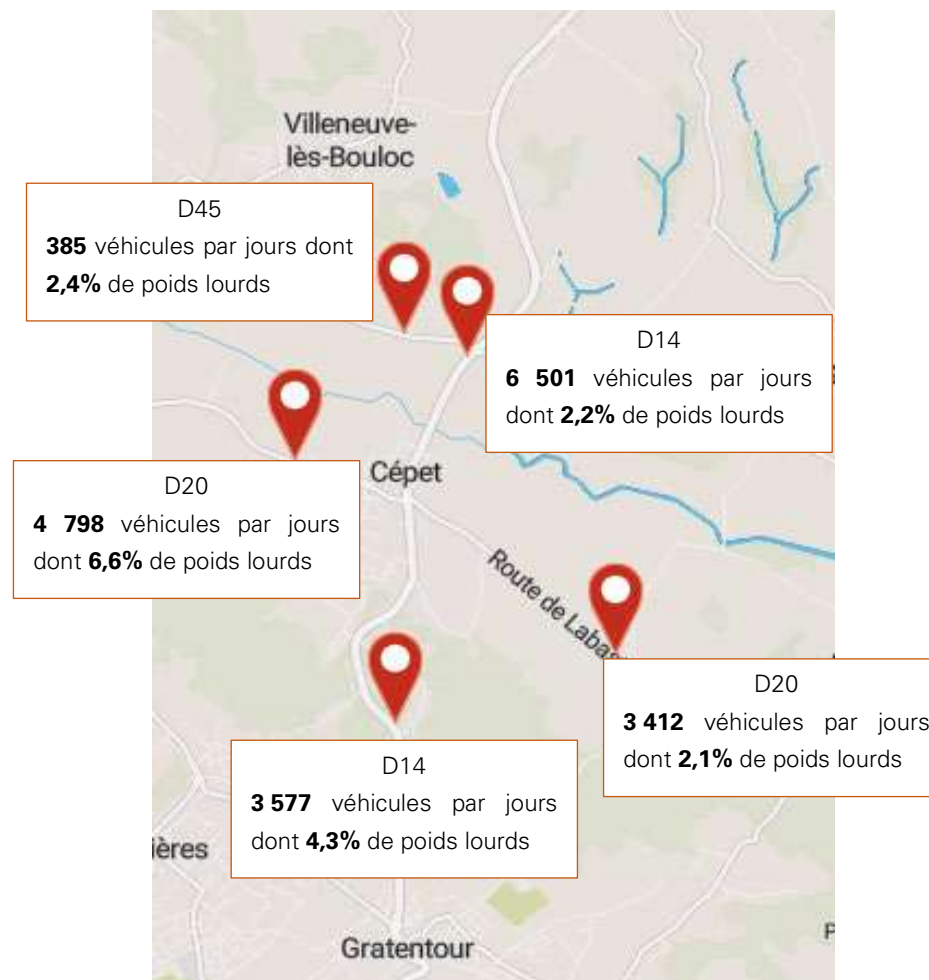 Villeneuve-
lès-Bouloc
D45
385 véhicules par jours dont
2,4% de poids lourds
D14
6 501 véhicules par jours
dont 2,2% de poids lourds
Cépet
D20
4 798 véhicules par jours
dont 6,6% de poids lourds
Route de Labas
D20
3 412 véhicules par jours
dont 2,1% de poids lourds
D14
3 577 véhicules par jours
dont 4,3% de poids lourds
ières
Gratentour
P